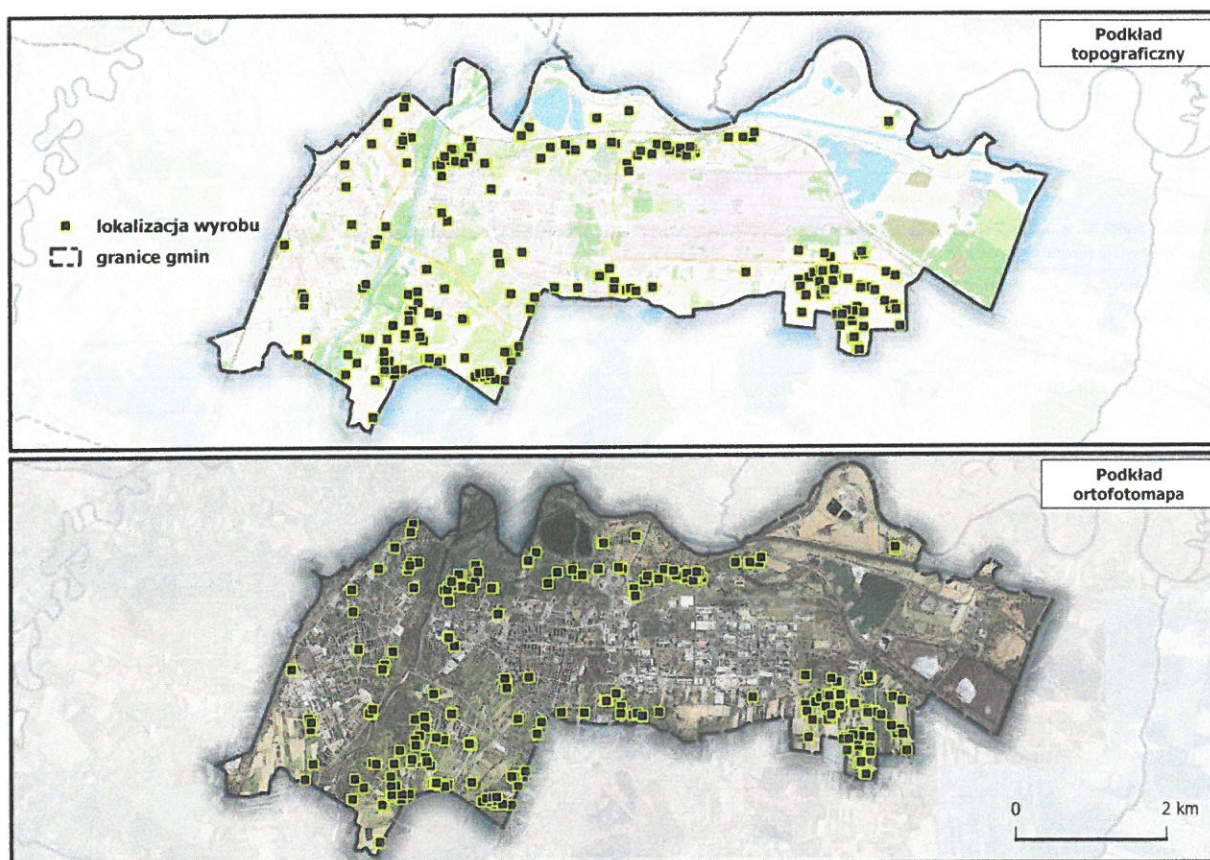 Podkład
topograficzny
lokalizacja wyrobu
granice gmin
Podkład
ortofotomapa
0 2 km